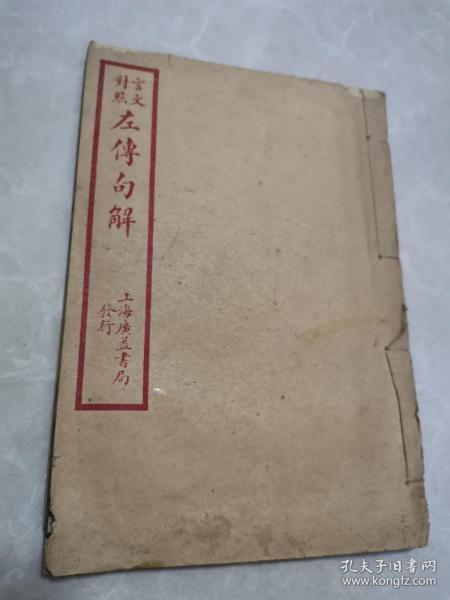 言文
對照
左傳句解
上海廣益書局
發行
孔夫子旧书网
www.kongfz.com